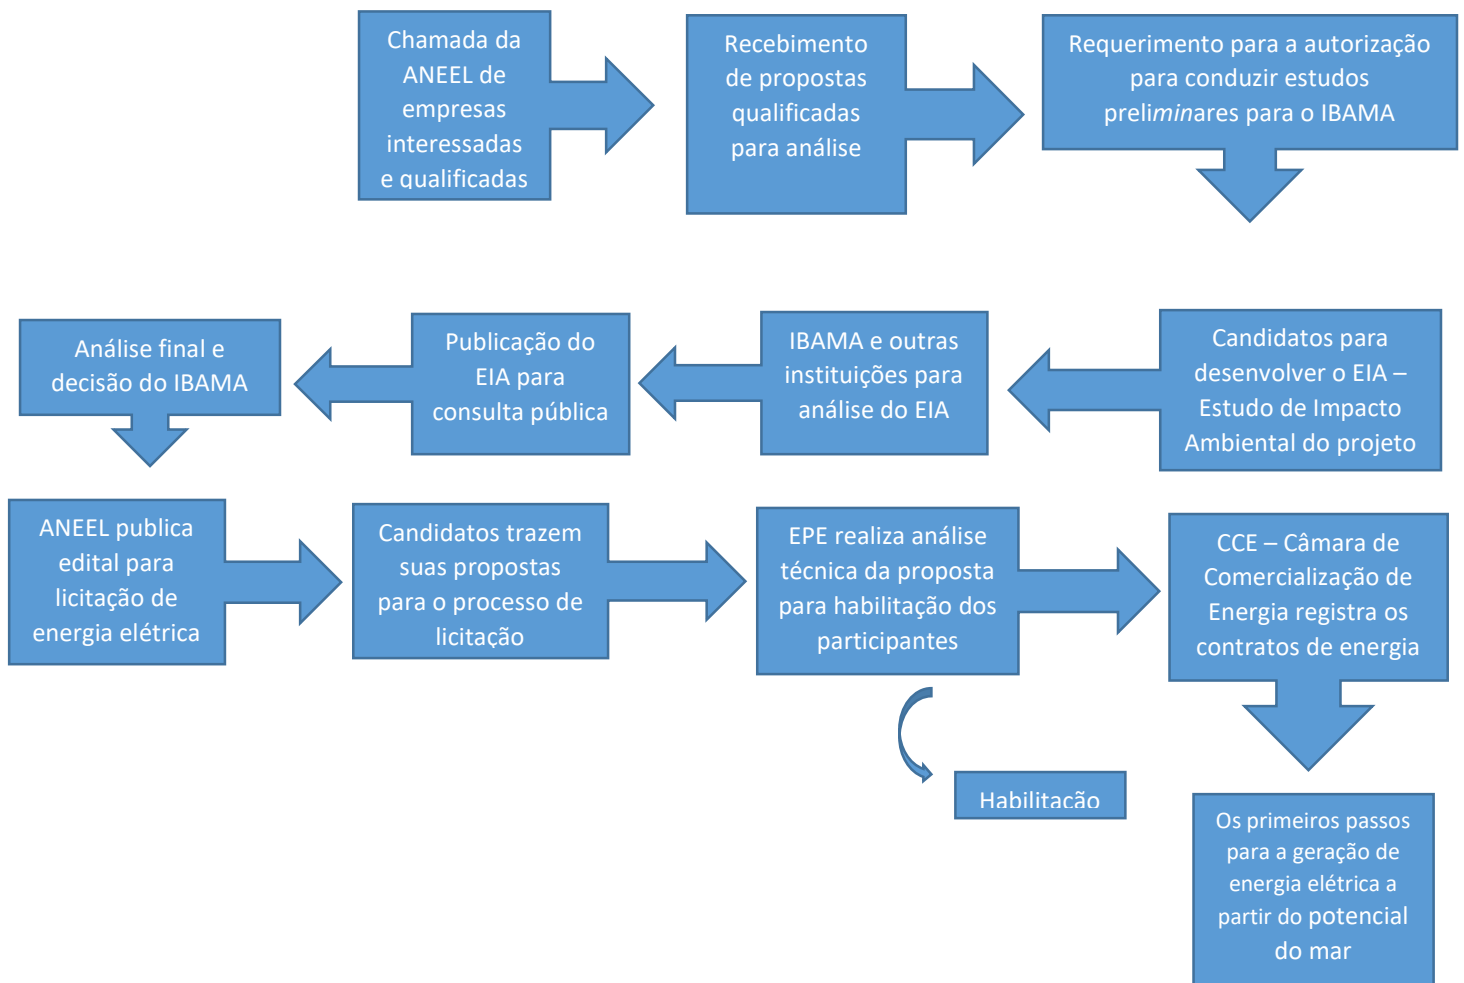 Chamada da
ANEEL de
empresas
interessadas
e qualificadas
Recebimento
de propostas
qualificadas
para análise
Requerimento para a autorização
para conduzir estudos
preliminares para o IBAMA
Candidatos para
desenvolver o EIA –
Estudo de Impacto
Ambiental do projeto
IBAMA e outras
instituições para
análise do EIA
Publicação do
EIA para
consulta pública
Análise final e
decisão do IBAMA
ANEEL publica
edital para
licitação de
energia elétrica
Candidatos trazem
suas propostas
para o processo de
licitação
EPE realiza análise
técnica da proposta
para habilitação dos
participantes
Habilitação
CCE – Câmara de
Comercialização de
Energia registra os
contratos de energia
Os primeiros passos
para a geração de
energia elétrica a
partir do potencial
do mar